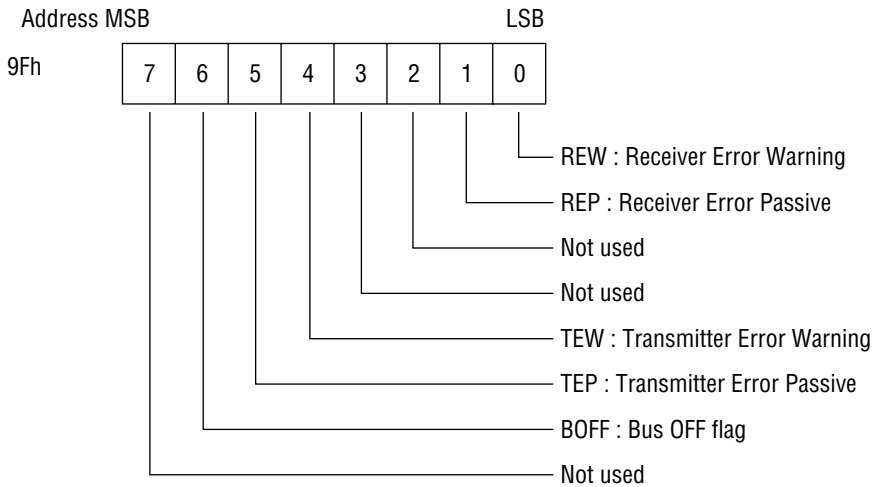 Address MSB LSB
9Fh 7 6 5 4 3 2 1 0
REW : Receiver Error Warning
REP : Receiver Error Passive
Not used
Not used
TEW : Transmitter Error Warning
TEP : Transmitter Error Passive
BOFF : Bus OFF flag
Not used